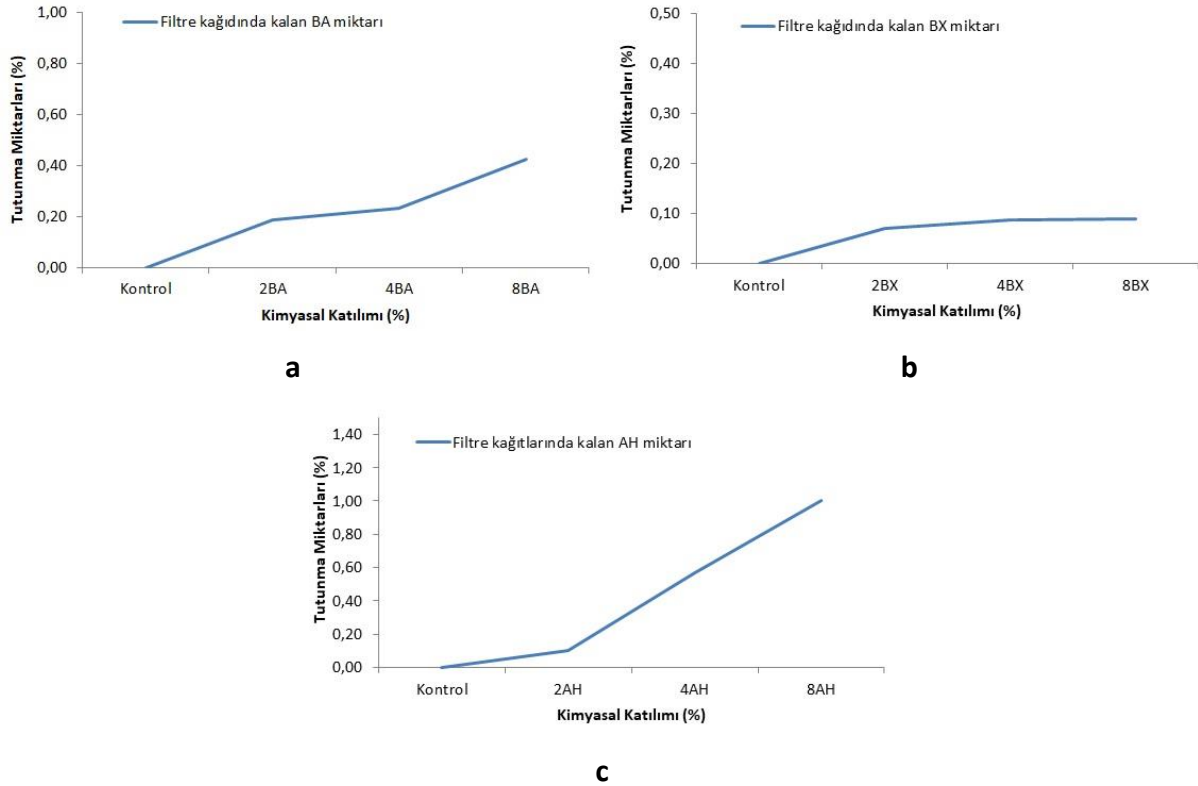 Filtre kağıdında kalan BA miktarı
Tutunma Miktarları (%)
1,00
0,80
0,60
0,40
0,20
0,00
Kontrol 2BA 4BA 8BA
Kimyasal Katılımı (%)
a
Filtre kağıdında kalan BX miktarı
Tutunma Miktarları (%)
0,50
0,40
0,30
0,20
0,10
0,00
Kontrol 2BX 4BX 8BX
Kimyasal Katılımı (%)
b
Filtre kağıtlarında kalan AH miktarı
Tutunma Miktarları (%)
1,40
1,20
1,00
0,80
0,60
0,40
0,20
0,00
Kontrol 2AH 4AH 8AH
Kimyasal Katılımı (%)
c